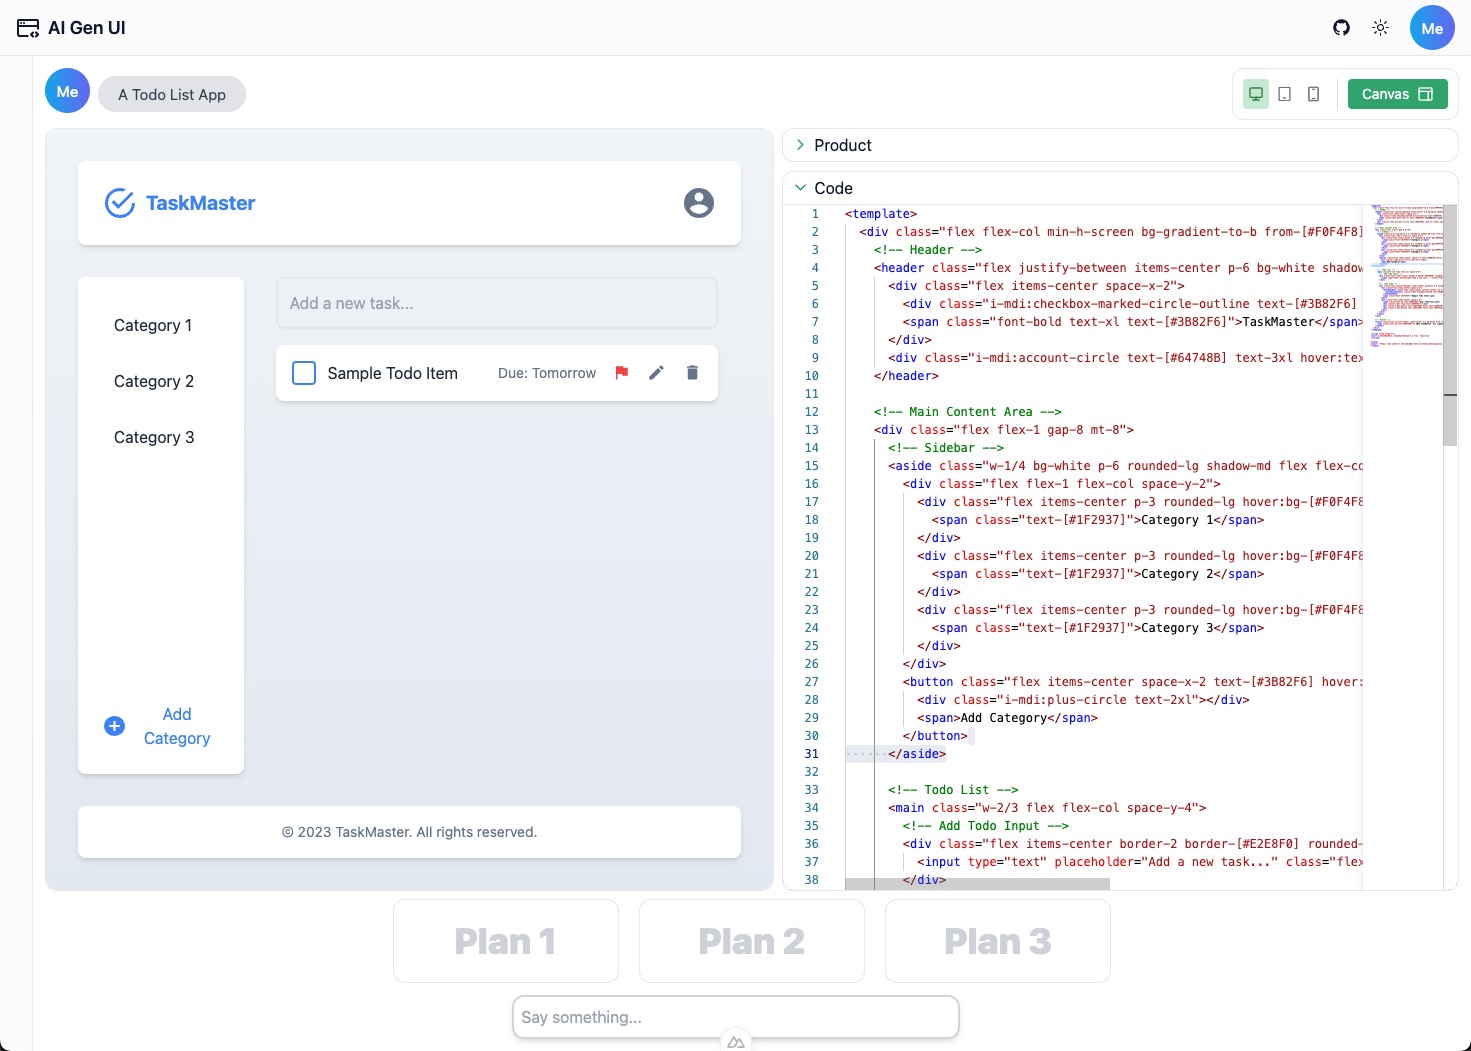 AI Gen UI
Me
Me
A Todo List App
Canvas
TaskMaster
Category 1
Category 2
Category 3
Add
Category
Add a new task...
Sample Todo Item
Due: Tomorrow
© 2023 TaskMaster. All rights reserved.
Product
Code
1 <template>
2 <div class="flex flex-col min-h-screen bg-gradient-to-b from-[#F0F4F8]
3 <!-- Header -->
4 <header class="flex justify-between items-center p-6 bg-white shadow
5 <div class="flex items-center space-x-2">
6 <div class="i-mdi:checkbox-marked-circle-outline text-[#3B82F6]
7 <span class="font-bold text-xl text-[#3B82F6]">TaskMaster</span>
8 </div>
9 <div class="i-mdi:account-circle text-[#64748B] text-3xl hover:tex
10 </header>
11
12 <!-- Main Content Area -->
13 <div class="flex flex-1 gap-8 mt-8">
14 <!-- Sidebar -->
15 <aside class="w-1/4 bg-white p-6 rounded-lg shadow-md flex flex-co
16 <div class="flex flex-1 flex-col space-y-2">
17 <div class="flex items-center p-3 rounded-lg hover:bg-[#F0F4F8
18 <span class="text-[#1F2937]">Category 1</span>
19 </div>
20 <div class="flex items-center p-3 rounded-lg hover:bg-[#F0F4F8
21 <span class="text-[#1F2937]">Category 2</span>
22 </div>
23 <div class="flex items-center p-3 rounded-lg hover:bg-[#F0F4F8
24 <span class="text-[#1F2937]">Category 3</span>
25 </div>
26 </div>
27 <button class="flex items-center space-x-2 text-[#3B82F6] hover:
28 <div class="i-mdi:plus-circle text-2xl"></div>
29 <span>Add Category</span>
30 </button>
31 </aside>
32
33 <!-- Todo List -->
34 <main class="w-2/3 flex flex-col space-y-4">
35 <!-- Add Todo Input -->
36 <div class="flex items-center border-2 border-[#E2E8F0] rounded-
37 <input type="text" placeholder="Add a new task..." class="flex
38 </div>
Plan 1
Plan 2
Plan 3
Say something...